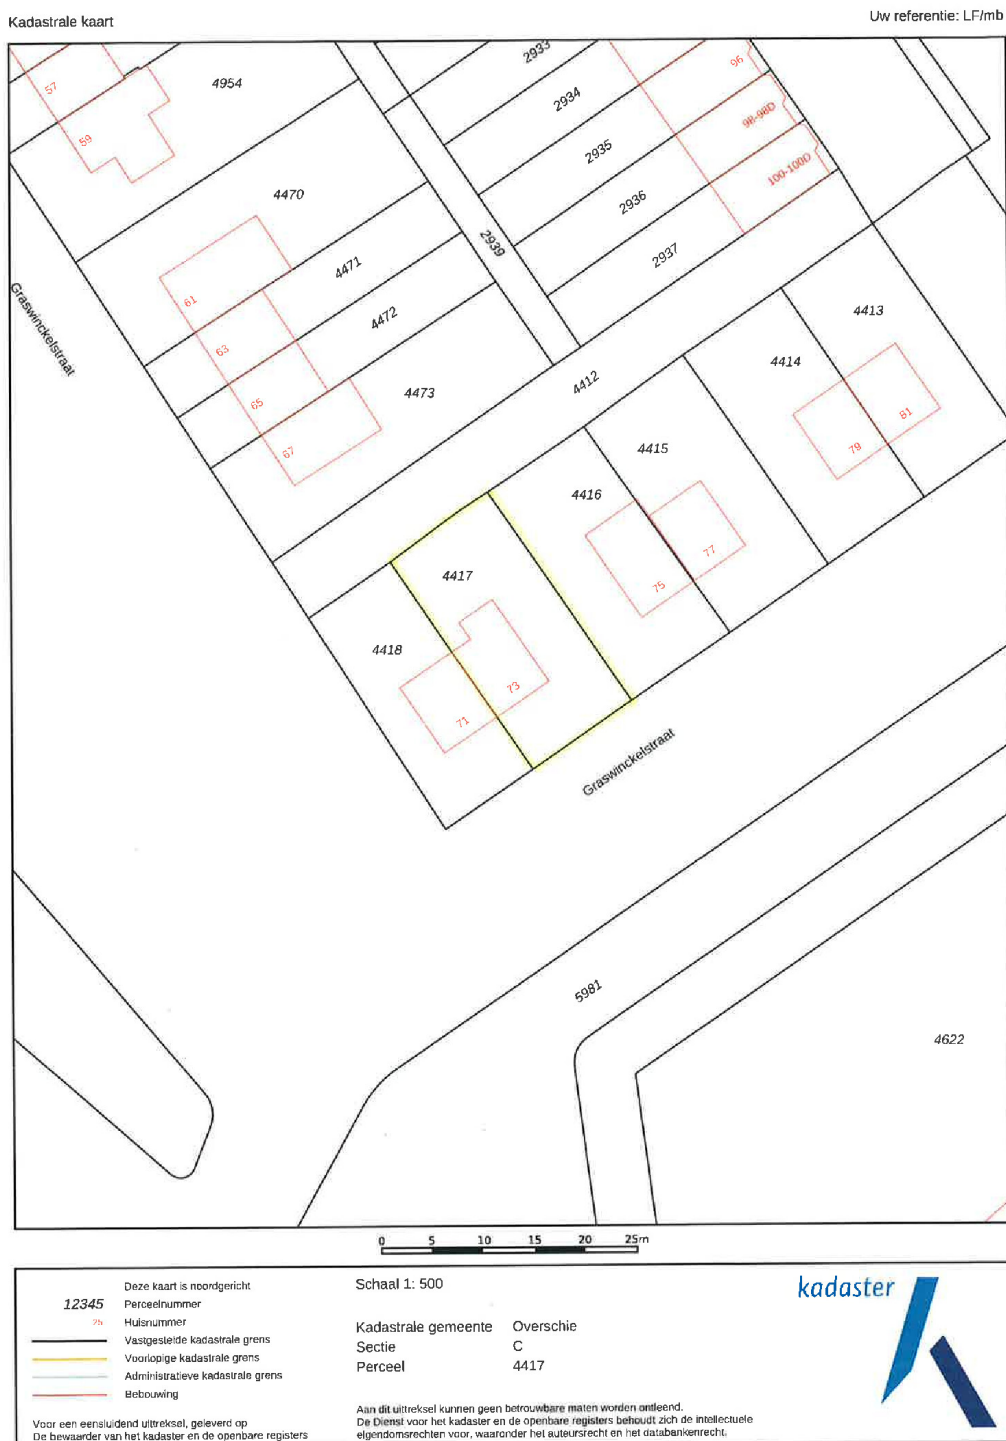 Kadastrale kaart
Uw referentie: LF/mb
57
59
4954
2933
2934
2935
2936
2937
96
98-98D
100-100D
4470
4471
4472
4473
2939
61
63
65
67
Graswinckelstraat
4412
4413
4414
4415
4416
4417
4418
81
79
77
75
73
71
Graswinckelstraat
5981
4622
0 5 10 15 20 25m
Deze kaart is noordgericht
12345 Perceelnummer
25 Huisnummer
Vastgestelde kadastrale grens
Voorlopige kadastrale grens
Administratieve kadastrale grens
Bebouwing
Voor een eensluidend uittreksel, geleverd op
De bewaarder van het kadaster en de openbare registers
Schaal 1: 500
Kadastrale gemeente Overschie
Sectie C
Perceel 4417
Aan dit uittreksel kunnen geen betrouwbare maten worden ontleend.
De Dienst voor het kadaster en de openbare registers behoudt zich de intellectuele
eigendomsrechten voor, waaronder het auteursrecht en het databankenrecht.
kadaster